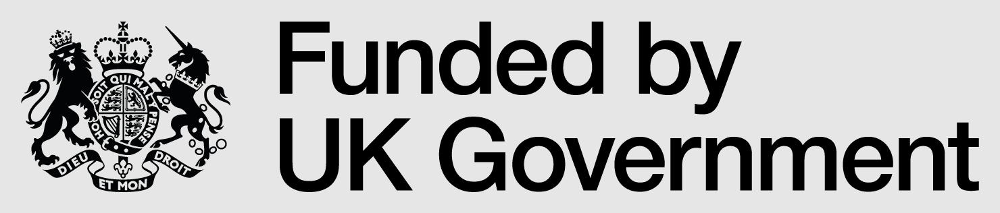 Funded by
UK Government
HONI SOIT QUI MAL Y PENSE
DIEU ET MON DROIT